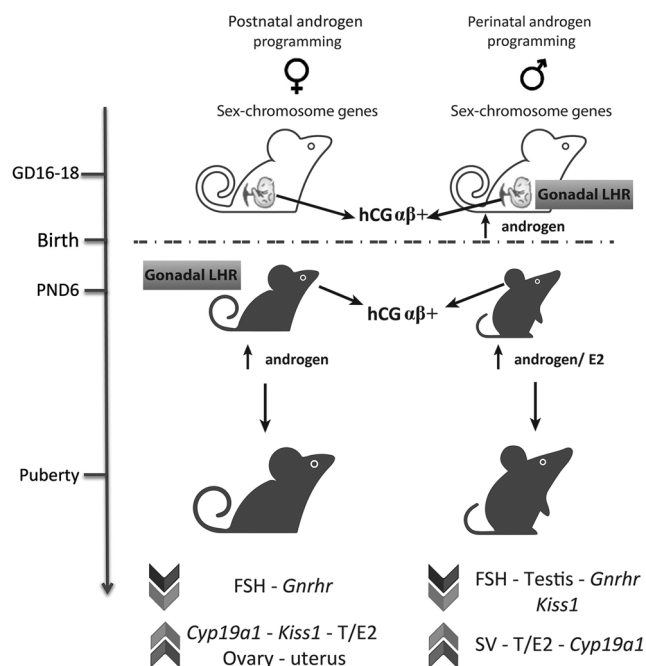 Postnatal androgen
programming
Perinatal androgen
programming
♀
♂
Sex-chromosome genes
Sex-chromosome genes
GD16-18
Gonadal LHR
hCG αβ+
androgen
Birth
Gonadal LHR
PND6
hCG αβ+
androgen
androgen/ E2
Puberty
FSH - Gnrhr
FSH - Testis - Gnrhr
Kiss1
Cyp19a1 - Kiss1 - T/E2
Ovary - uterus
SV - T/E2 - Cyp19a1